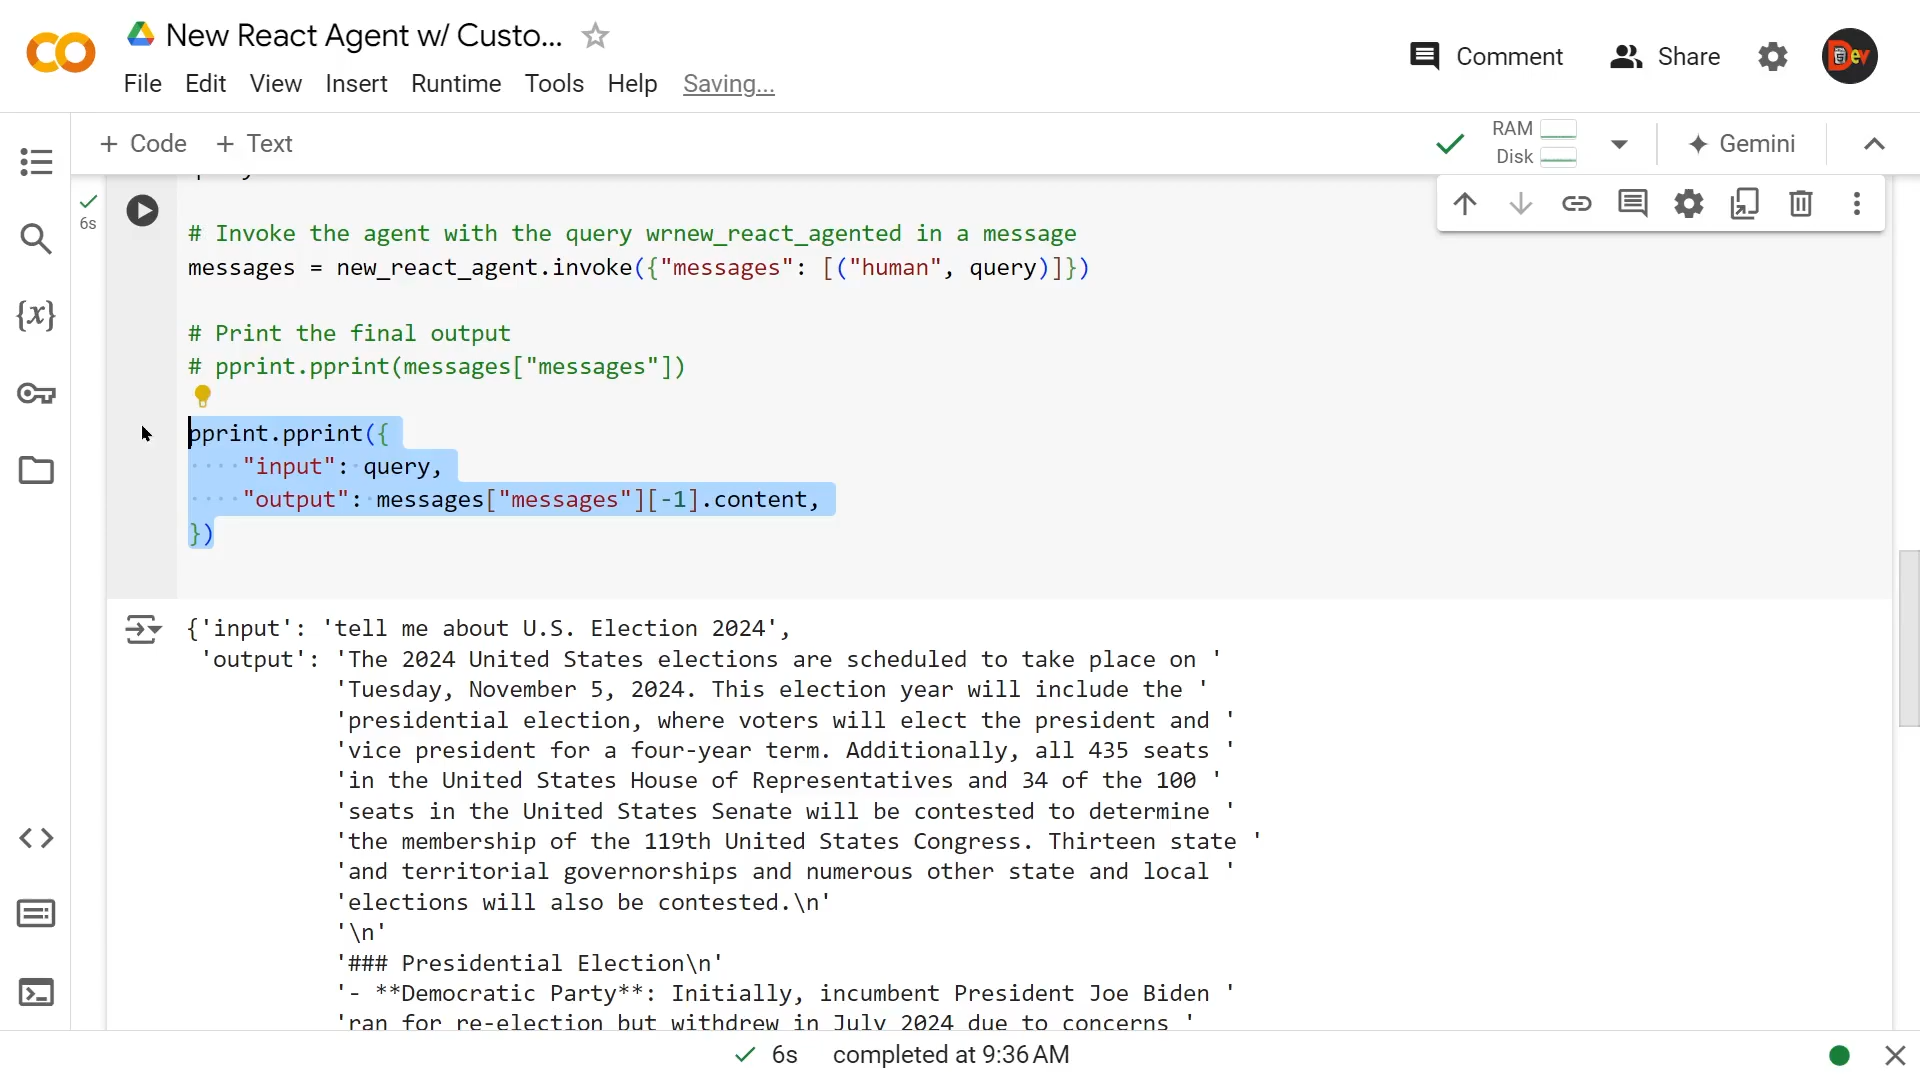 New React Agent w/ Custo...
Comment
Share
Dev
File Edit View Insert Runtime Tools Help Saving...
+ Code + Text
RAM
Disk
Gemini
6s
# Invoke the agent with the query wrnew_react_agented in a message
messages = new_react_agent.invoke({"messages": [("human", query)]})
# Print the final output
# pprint.pprint(messages["messages"])
pprint.pprint({
"input": query,
"output": messages["messages"][-1].content,
})
{'input': 'tell me about U.S. Election 2024',
'output': 'The 2024 United States elections are scheduled to take place on '
'Tuesday, November 5, 2024. This election year will include the '
'presidential election, where voters will elect the president and '
'vice president for a four-year term. Additionally, all 435 seats '
'in the United States House of Representatives and 34 of the 100 '
'seats in the United States Senate will be contested to determine '
'the membership of the 119th United States Congress. Thirteen state '
'and territorial governorships and numerous other state and local '
'elections will also be contested.\n'
'\n'
'### Presidential Election\n'
'- **Democratic Party**: Initially, incumbent President Joe Biden '
'ran for re-election but withdrew in July 2024 due to concerns '
6s completed at 9:36 AM